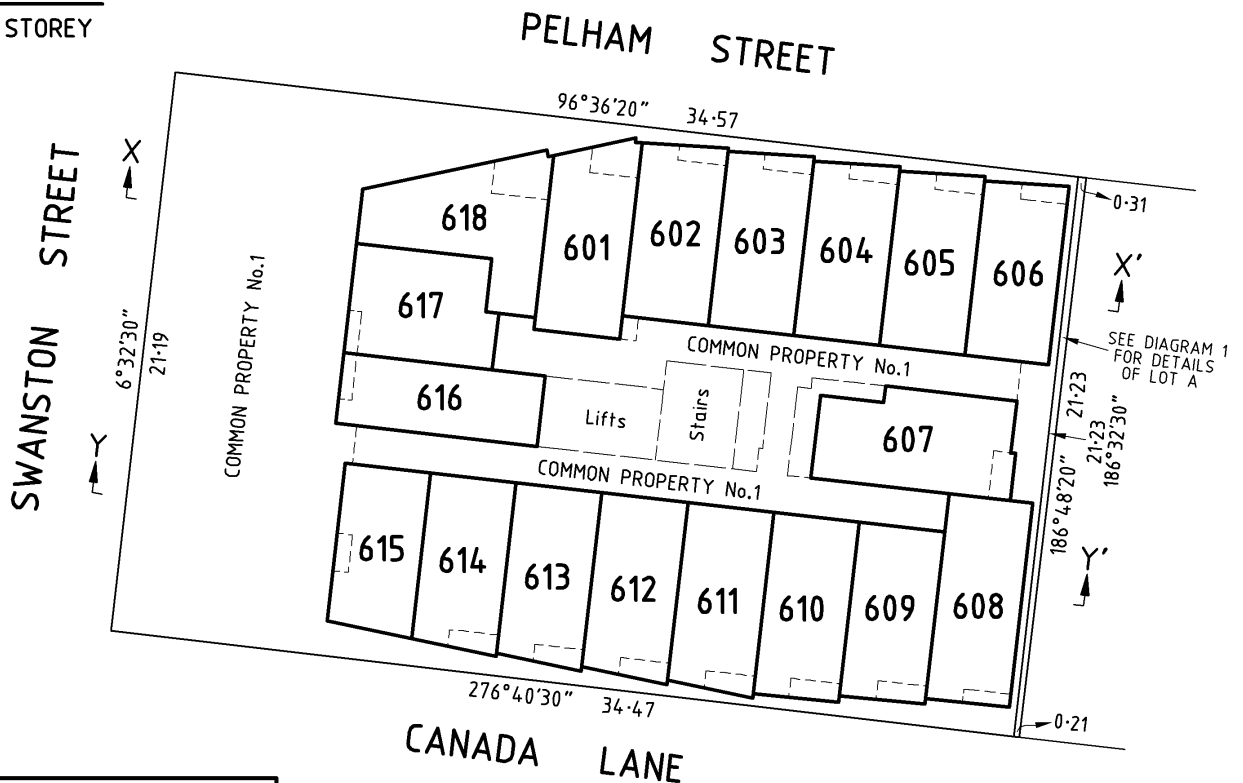 STOREY
PELHAM STREET
96°36'20" 34·57
SWANSTON STREET
X
6°32'30"
21·19
Y
COMMON PROPERTY No.1
618
601
602
603
604
605
606
0·31
X'
617
COMMON PROPERTY No.1
SEE DIAGRAM 1
FOR DETAILS
OF LOT A
616
Lifts
Stairs
607
21·23
21·23
186°32'30"
186°48'20"
COMMON PROPERTY No.1
Y'
615
614
613
612
611
610
609
608
276°40'30" 34·47
0·21
CANADA LANE